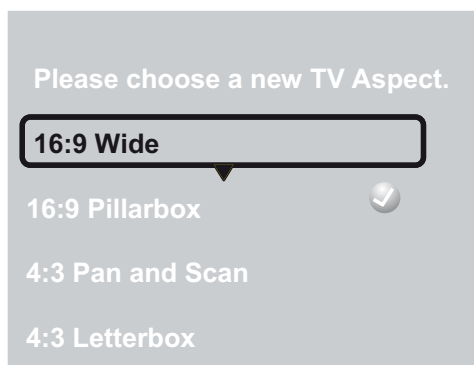 Please choose a new TV Aspect.
16:9 Wide
16:9 Pillarbox
4:3 Pan and Scan
4:3 Letterbox